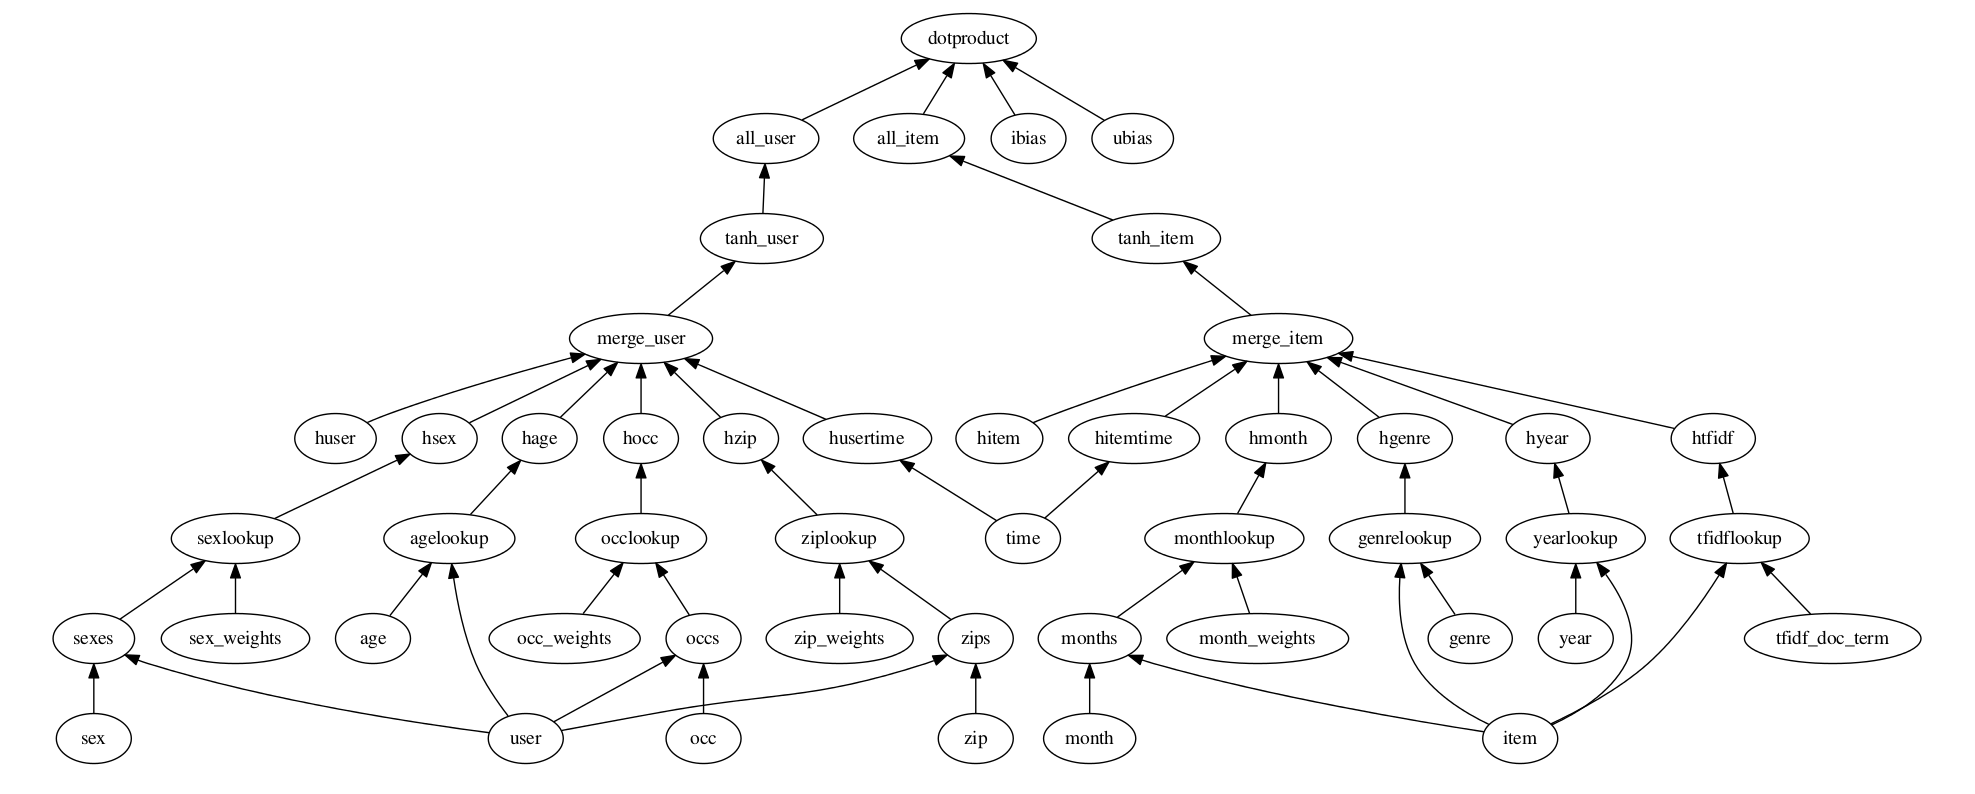 dotproduct
all_user
all_item
ibias
ubias
tanh_user
tanh_item
merge_user
merge_item
huser
hsex
hage
hocc
hzip
husertime
hitem
hitemtime
hmonth
hgenre
hyear
htfidf
sexlookup
agelookup
occlookup
ziplookup
time
monthlookup
genrelookup
yearlookup
tfidflookup
sexes
sex_weights
age
occ_weights
occs
zip_weights
zips
months
month_weights
genre
year
tfidf_doc_term
sex
user
occ
zip
month
item